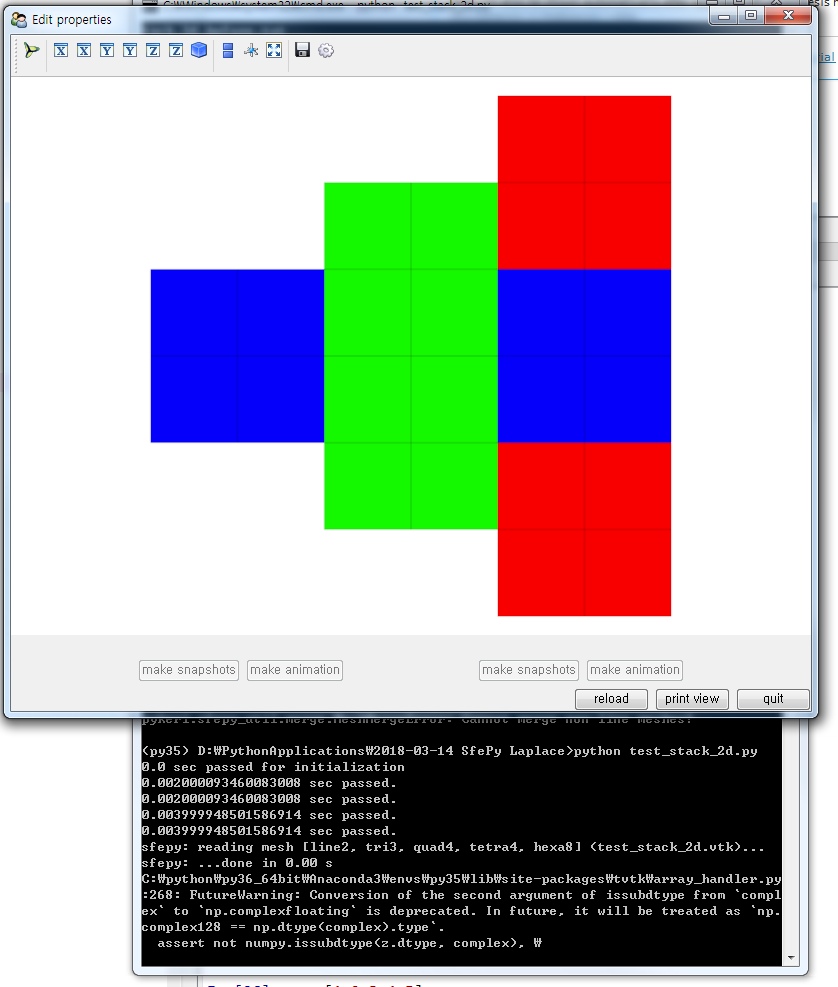 C:\Windows\system32\cmd.exe - python test_stack_2d.py
Edit properties
X X Y Y Z Z
ial
make snapshots make animation make snapshots make animation
reload print view quit
pykeri.sfepy_util.merge.MeshMergeError: Cannot merge non line meshes!
(py35) D:₩PythonApplications₩2018-03-14 SfePy Laplace>python test_stack_2d.py
0.0 sec passed for initialization
0.002000093460083008 sec passed.
0.002000093460083008 sec passed.
0.003999948501586914 sec passed.
0.003999948501586914 sec passed.
sfepy: reading mesh [line2, tri3, quad4, tetra4, hexa8] (test_stack_2d.vtk)...
sfepy: ...done in 0.00 s
C:₩python₩py36_64bit₩Anaconda3₩envs₩py35₩lib₩site-packages₩tvtk₩array_handler.py
:268: FutureWarning: Conversion of the second argument of issubdtype from `compl
ex` to `np.complexfloating` is deprecated. In future, it will be treated as `np.
complex128 == np.dtype(complex).type`.
assert not numpy.issubdtype(z.dtype, complex), ₩